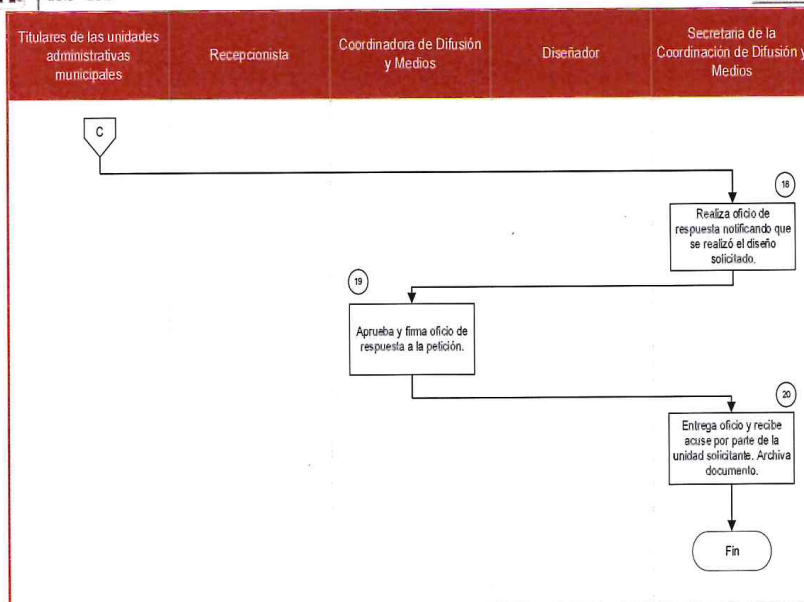 Titulares de las unidades
administrativas
municipales
Recepcionista
Coordinadora de Difusión
y Medios
Diseñador
Secretaria de la
Coordinación de Difusión y
Medios
C
18
Realiza oficio de
respuesta notificando que
se realizó el diseño
solicitado.
19
Aprueba y firma oficio de
respuesta a la petición.
20
Entrega oficio y recibe
acuse por parte de la
unidad solicitante. Archiva
documento.
Fin